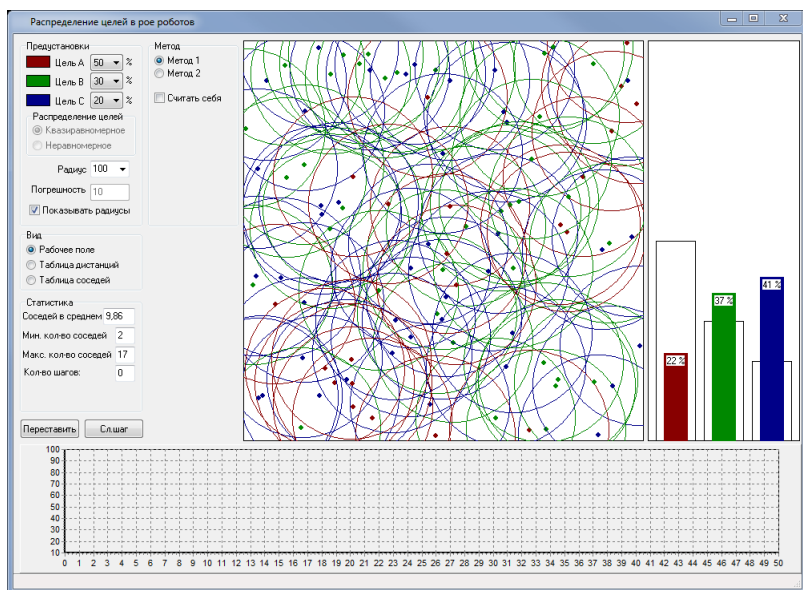 Распределение целей в рое роботов
Предустановки
Цель A 50 %
Цель B 30 %
Цель C 20 %
Распределение целей
Квазиравномерное
Неравномерное
Радиус 100
Погрешность 10
Показывать радиусы
Метод
Метод 1
Метод 2
Считать себя
Вид
Рабочее поле
Таблица дистанций
Таблица соседей
Статистика
Соседей в среднем 9,86
Мин. кол-во соседей 2
Макс. кол-во соседей 17
Кол-во шагов: 0
Переставить Сл.шаг
22 %
37 %
41 %
100
90
80
70
60
50
40
30
20
10
0 1 2 3 4 5 6 7 8 9 10 11 12 13 14 15 16 17 18 19 20 21 22 23 24 25 26 27 28 29 30 31 32 33 34 35 36 37 38 39 40 41 42 43 44 45 46 47 48 49 50